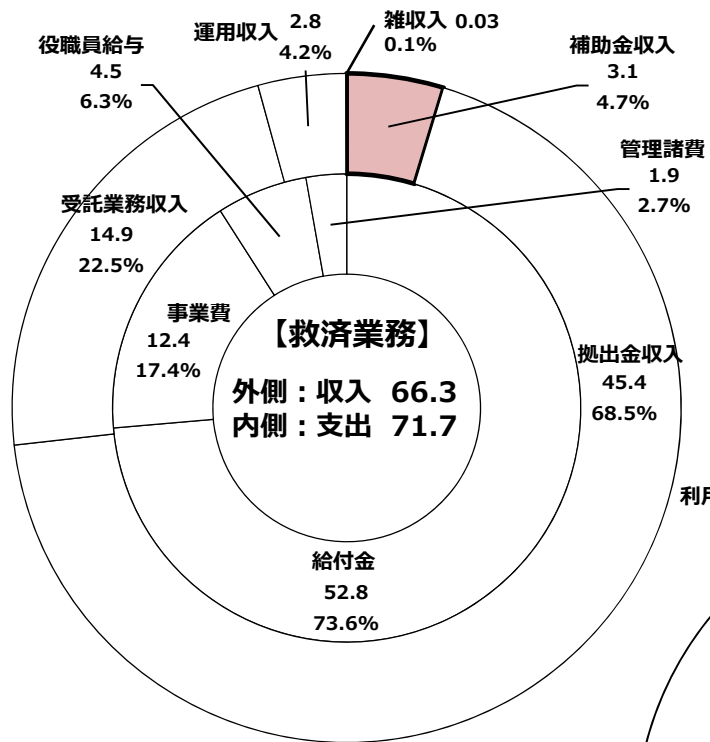 役職員給与
4.5
6.3%
運用収入
2.8
4.2%
雑収入 0.03
0.1%
補助金収入
3.1
4.7%
管理諸費
1.9
2.7%
受託業務収入
14.9
22.5%
事業費
12.4
17.4%
【救済業務】
外側：収入 66.3
内側：支出 71.7
拠出金収入
45.4
68.5%
利用
給付金
52.8
73.6%